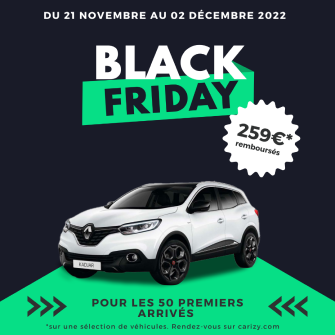 DU 21 NOVEMBRE AU 02 DÉCEMBRE 2022
BLACK
FRIDAY
259€*
remboursés
KADJAR
POUR LES 50 PREMIERS
ARRIVÉS
*sur une sélection de véhicules. Rendez-vous sur carizy.com